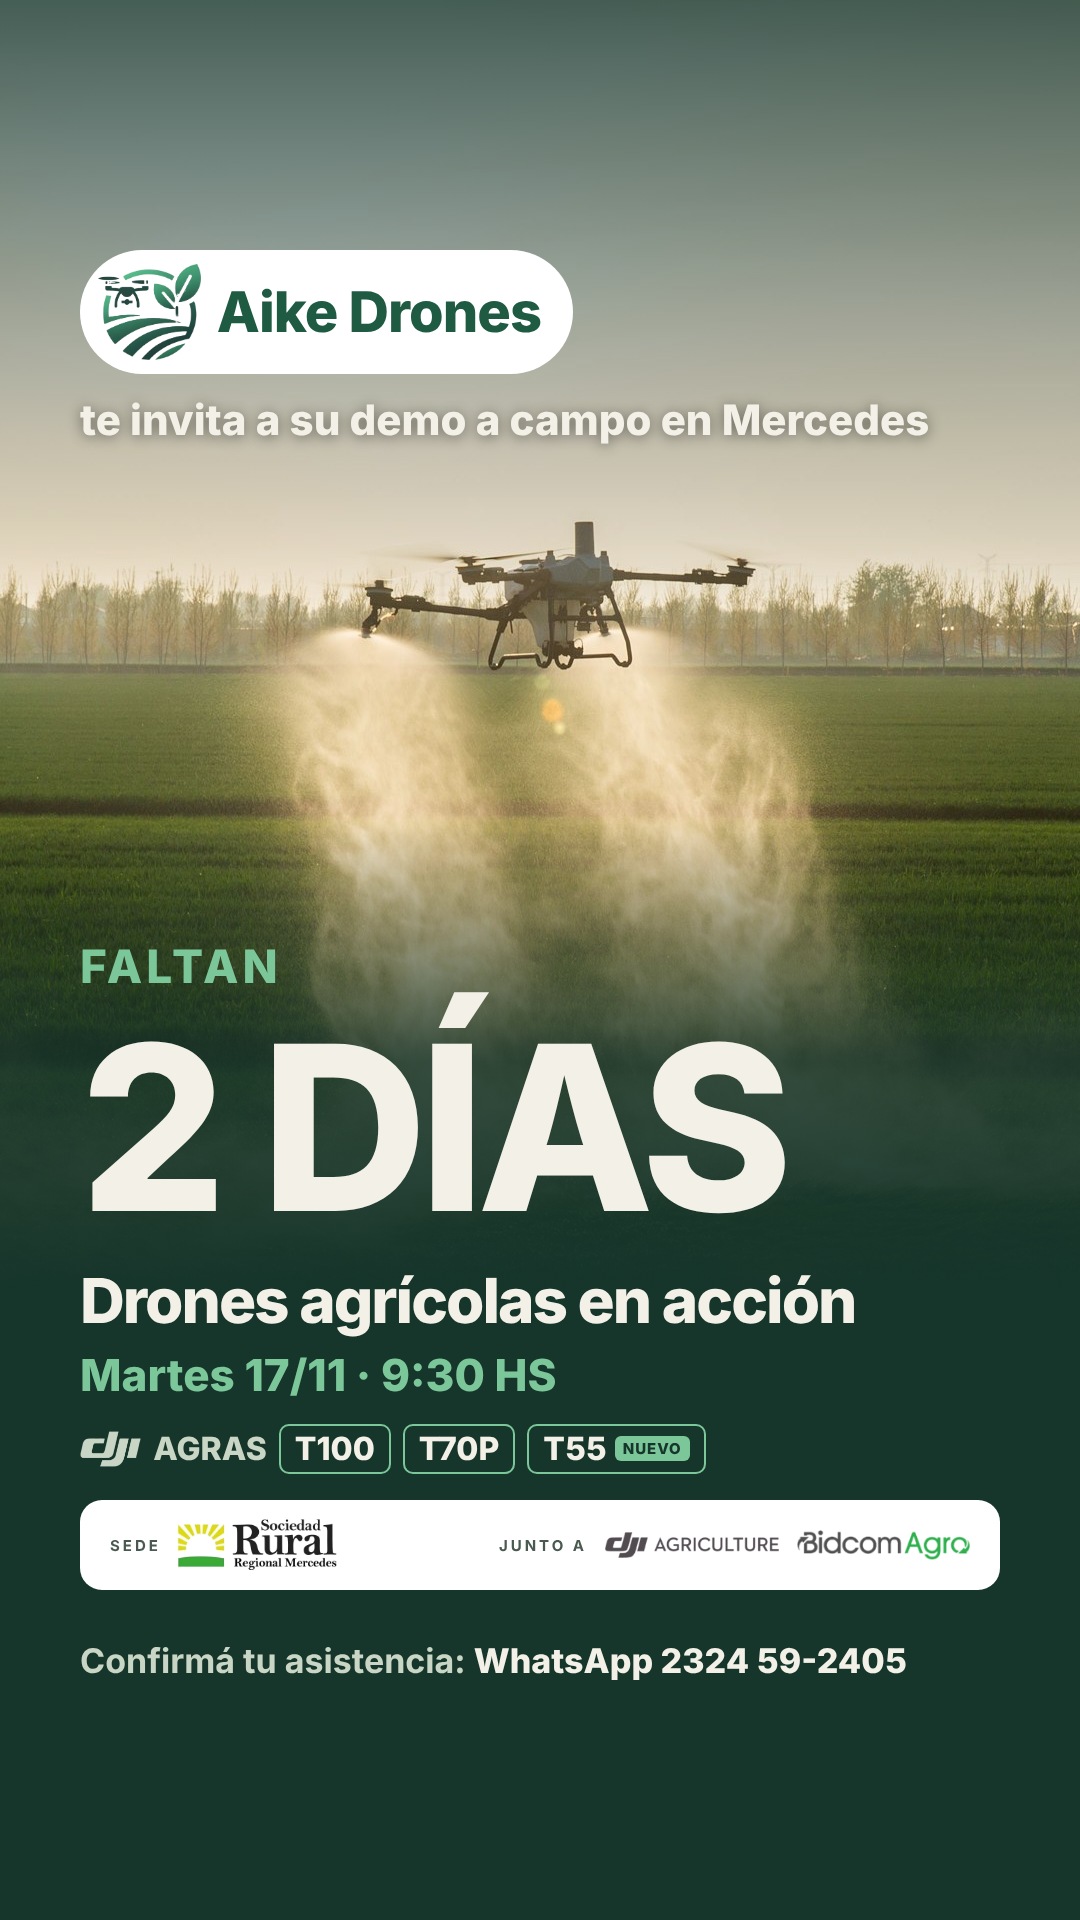 Aike Drones
te invita a su demo a campo en Mercedes
FALTAN
2 DÍAS
Drones agrícolas en acción
Martes 17/11 · 9:30 HS
dji AGRAS T100 T70P T55 NUEVO
SEDE Sociedad Rural Regional Mercedes JUNTO A dji AGRICULTURE BidcomAgro
Confirmá tu asistencia: WhatsApp 2324 59-2405